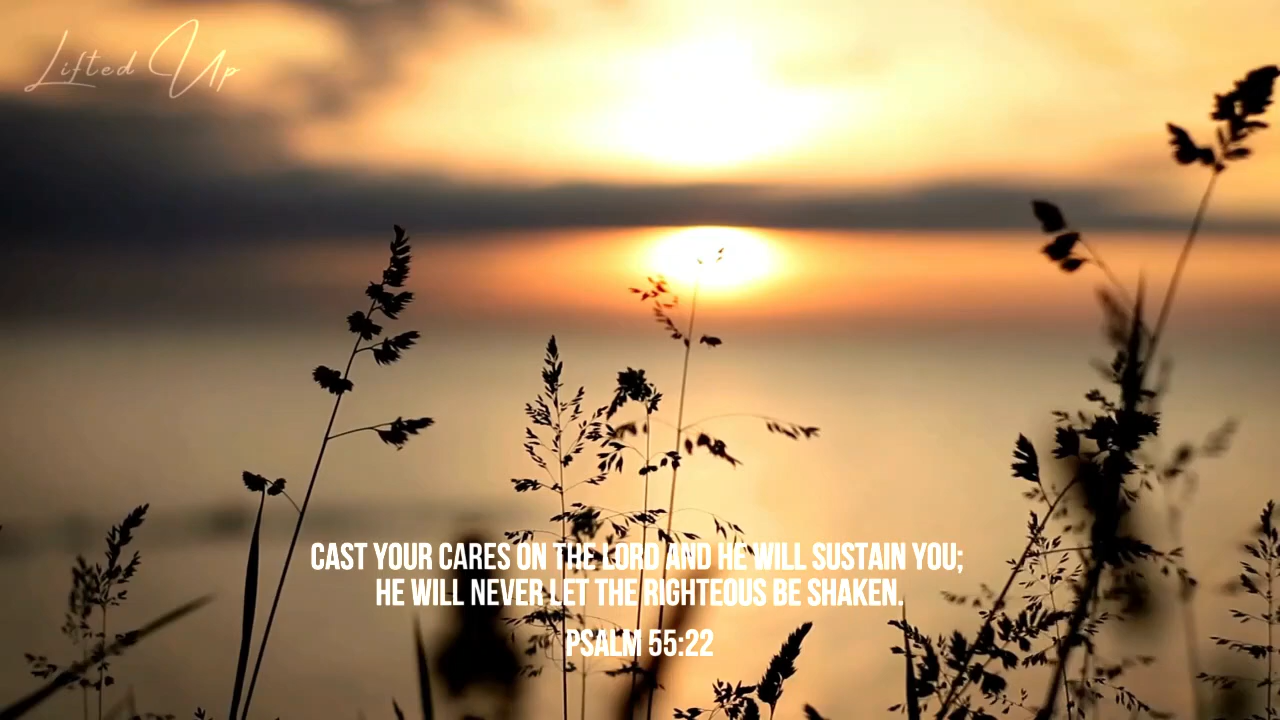 Lifted Up
CAST YOUR CARES ON THE LORD AND HE WILL SUSTAIN YOU;
HE WILL NEVER LET THE RIGHTEOUS BE SHAKEN.
PSALM 55:22